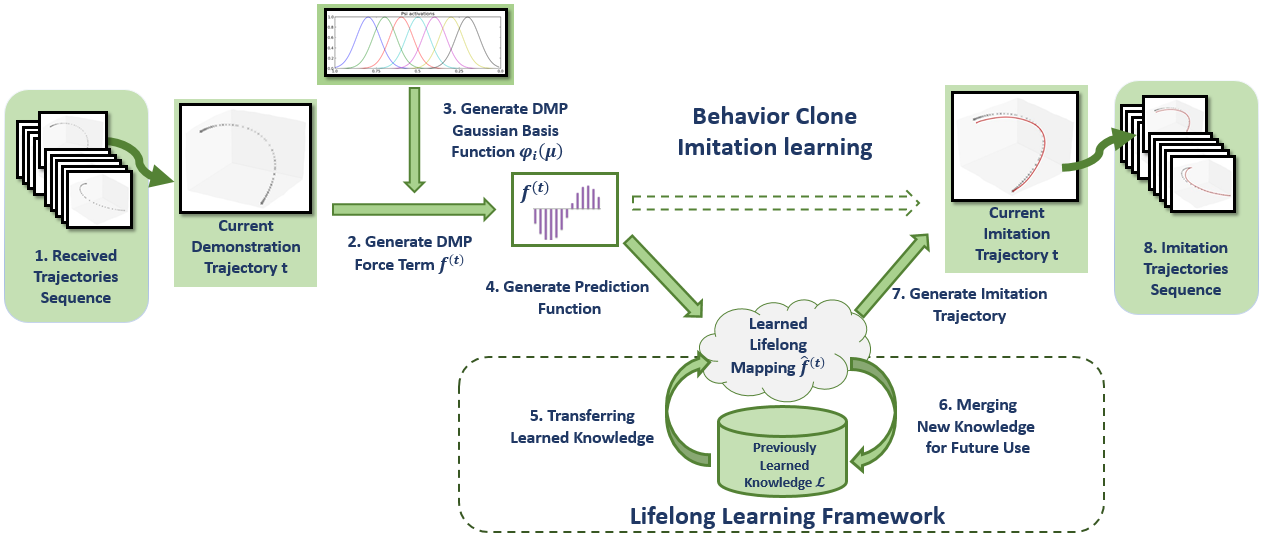 Psi activations
1.0
0.8
0.6
0.4
0.2
0.0
1.0
0.75
0.5
0.25
0.0
1. Received
Trajectories
Sequence
Current
Demonstration
Trajectory t
3. Generate DMP
Gaussian Basis
Function φᵢ(μ)
2. Generate DMP
Force Term f⁽ᵗ⁾
f⁽ᵗ⁾
4. Generate Prediction
Function
Behavior Clone
Imitation learning
Learned
Lifelong
Mapping f̂⁽ᵗ⁾
5. Transferring
Learned Knowledge
6. Merging
New Knowledge
for Future Use
Previously
Learned
Knowledge ℒ
Lifelong Learning Framework
7. Generate Imitation
Trajectory
Current
Imitation
Trajectory t
8. Imitation
Trajectories
Sequence